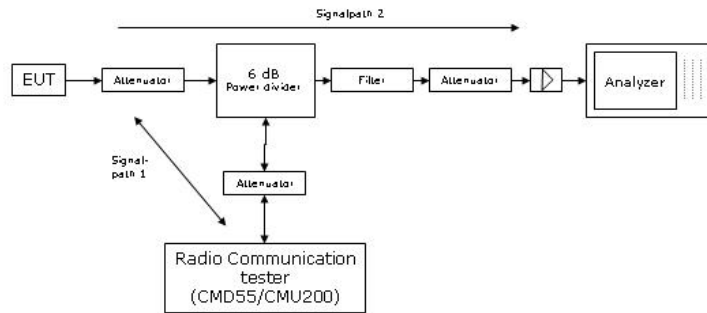 Signalpath 2
EUT
Attenuator
6 dB
Power divider
Filter
Attenuator
Analyzer
Signal-
path 1
Attenuator
Radio Communication
tester
(CMD55/CMU200)